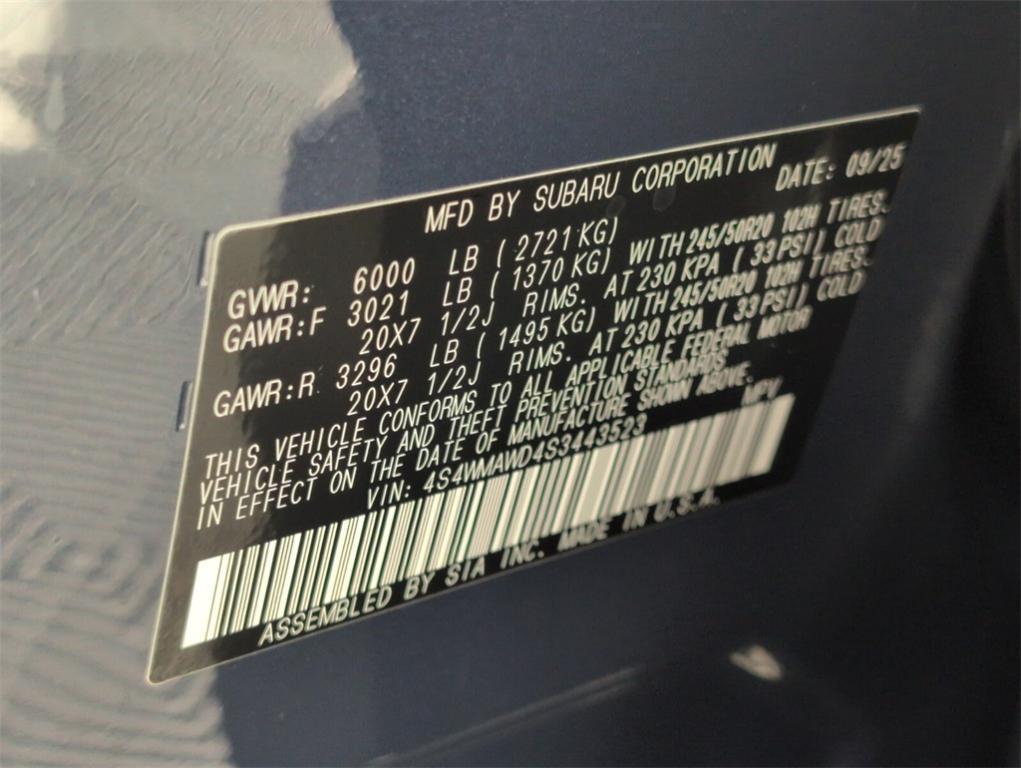 MFD BY SUBARU CORPORATION DATE: 09/25
GVWR: 6000 LB ( 2721 KG)
GAWR:F 3021 LB ( 1370 KG) WITH 245/50R20 102H TIRES.
20X7 1/2J RIMS. AT 230 KPA ( 33 PSI) COLD
GAWR:R 3296 LB ( 1495 KG) WITH 245/50R20 102H TIRES.
20X7 1/2J RIMS. AT 230 KPA ( 33 PSI) COLD
THIS VEHICLE CONFORMS TO ALL APPLICABLE FEDERAL MOTOR
VEHICLE SAFETY AND THEFT PREVENTION STANDARDS
IN EFFECT ON THE DATE OF MANUFACTURE SHOWN ABOVE.
VIN: 4S4WMAWD4S3443523 MPV
ASSEMBLED BY SIA INC. MADE IN U.S.A.